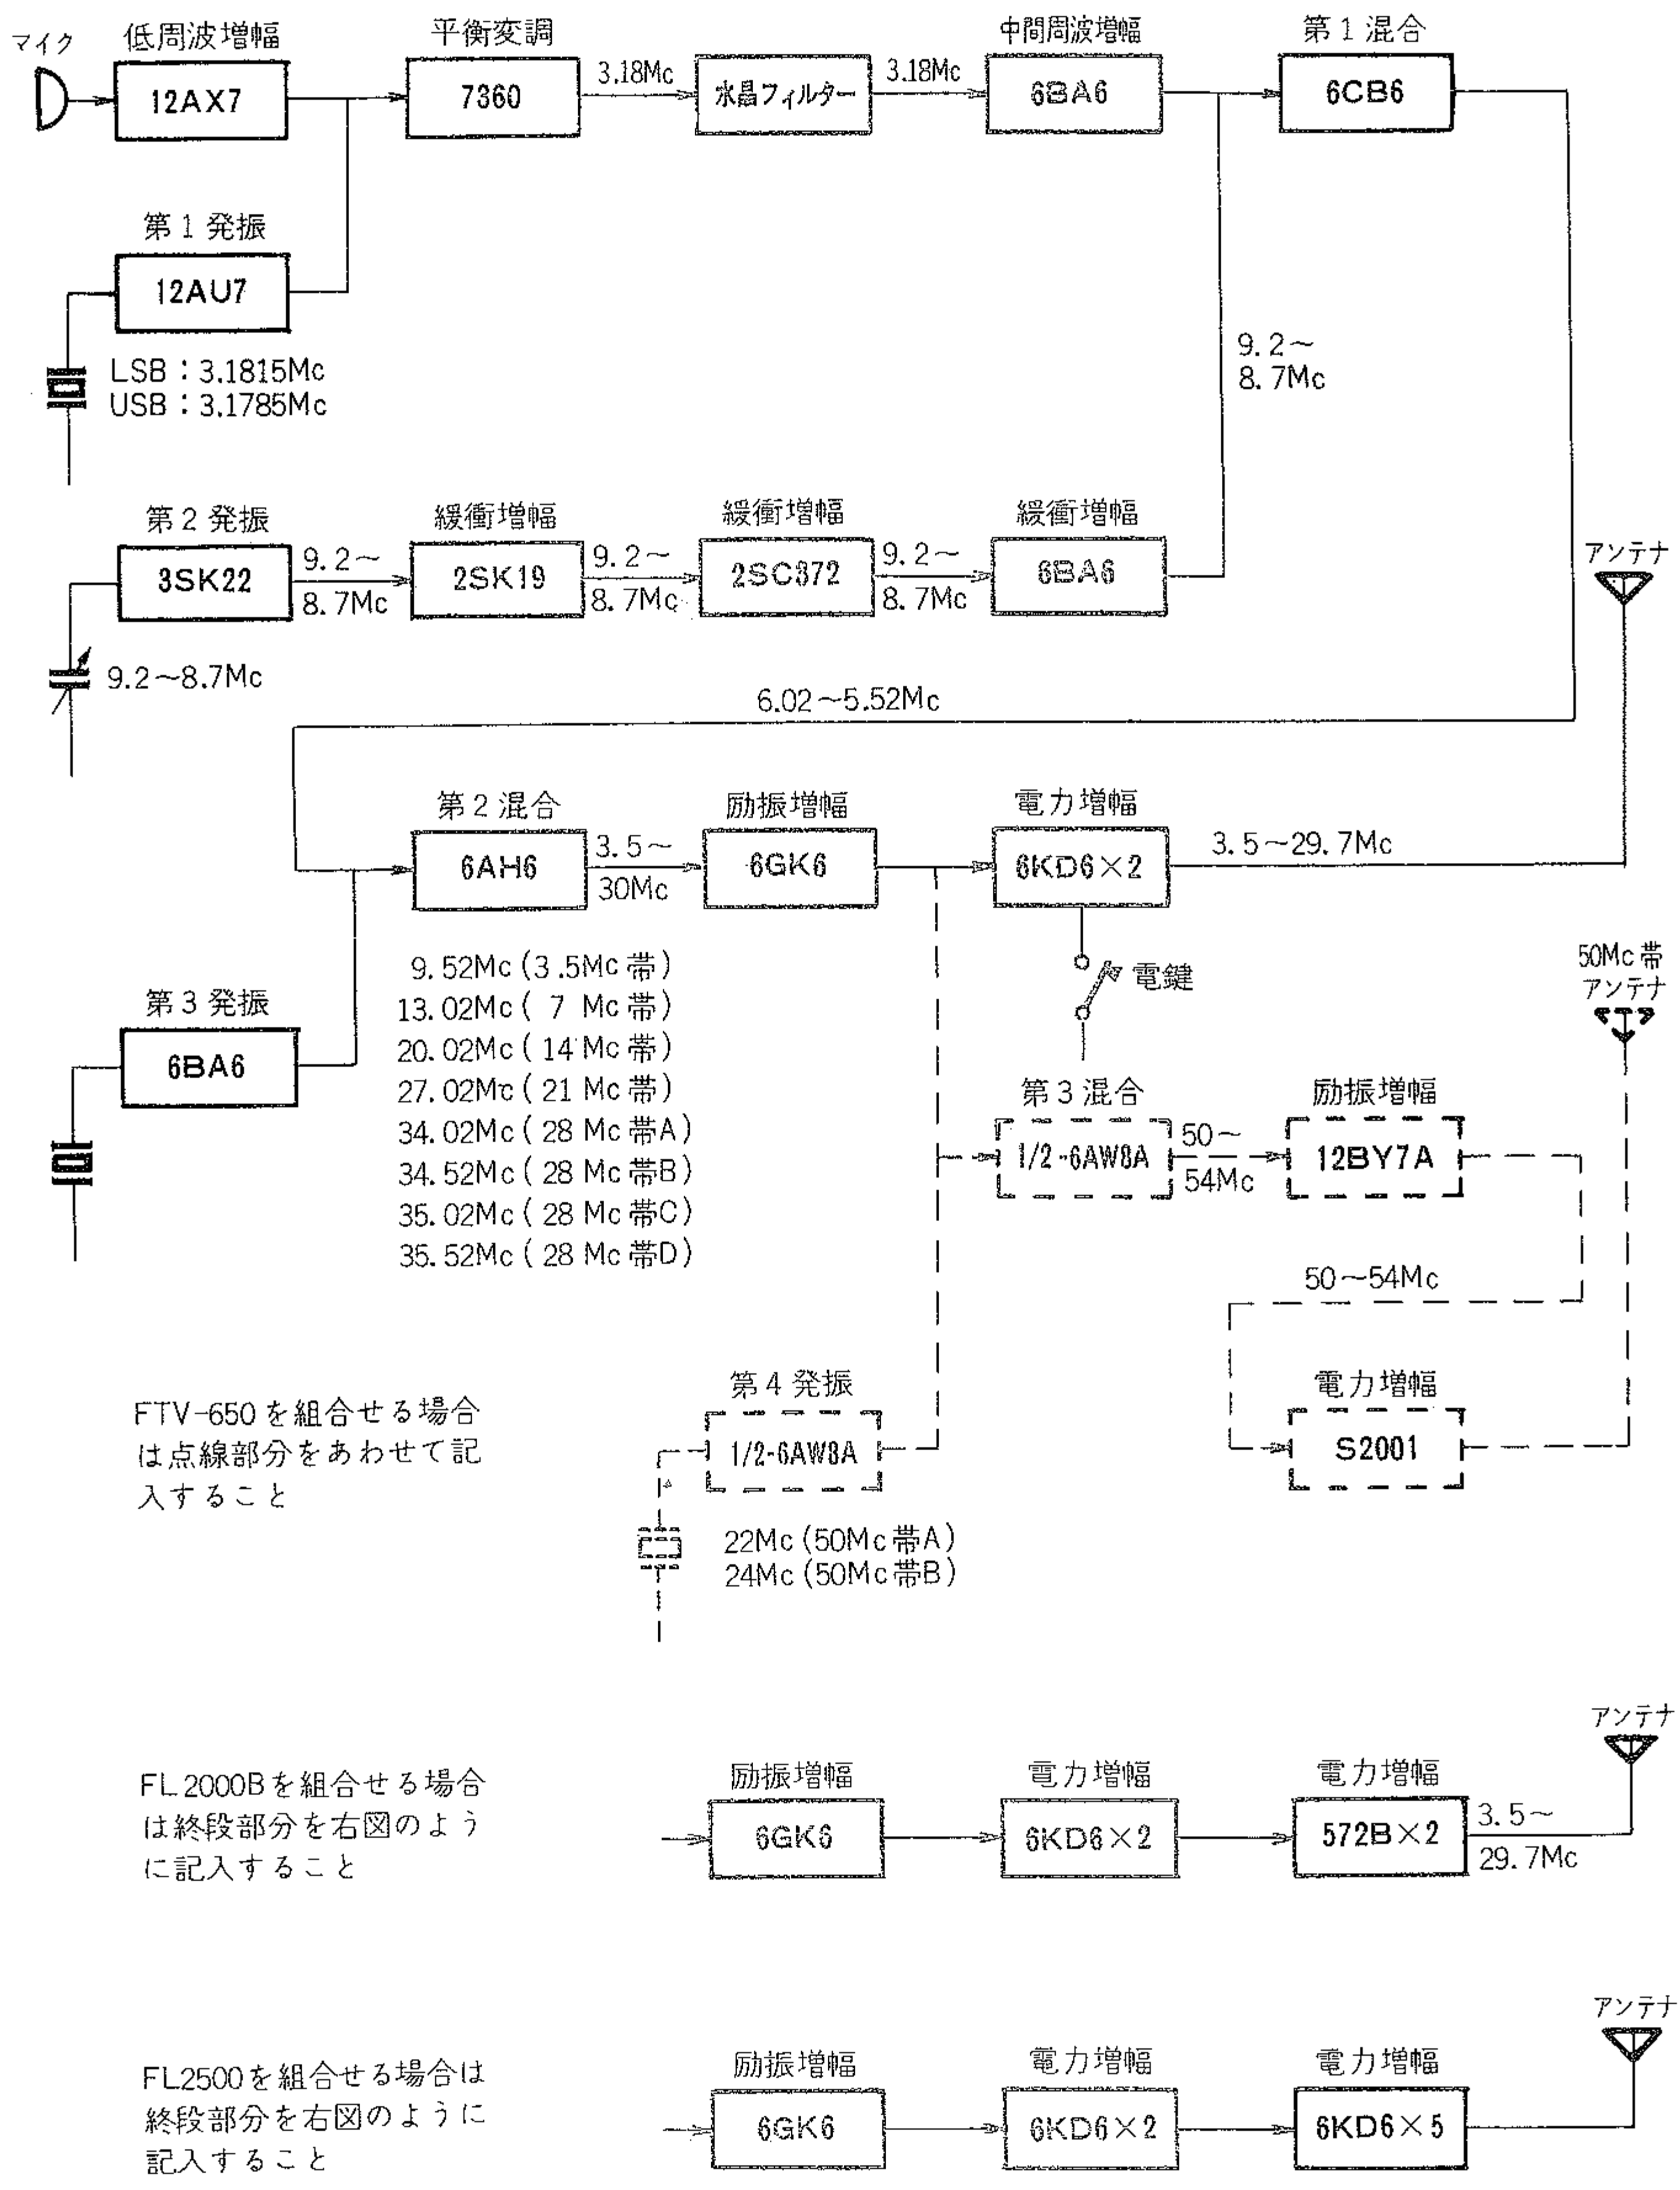 マイク
低周波増幅
12AX7
平衡変調
7360
3.18Mc
水晶フィルター
3.18Mc
中間周波増幅
6BA6
第1混合
6CB6
第1発振
12AU7
LSB:3.1815Mc
USB:3.1785Mc
9.2～
8.7Mc
第2発振
3SK22
9.2～
8.7Mc
緩衝増幅
2SK19
9.2～
8.7Mc
緩衝増幅
2SC372
9.2～
8.7Mc
緩衝増幅
6BA6
アンテナ
9.2～8.7Mc
6.02～5.52Mc
第2混合
6AH6
3.5～
30Mc
励振増幅
6GK6
電力増幅
6KD6×2
3.5～29.7Mc
電鍵
第3発振
6BA6
9.52Mc(3.5Mc帯)
13.02Mc( 7 Mc帯)
20.02Mc( 14 Mc帯)
27.02Mc( 21 Mc帯)
34.02Mc( 28 Mc帯A)
34.52Mc( 28 Mc帯B)
35.02Mc( 28 Mc帯C)
35.52Mc( 28 Mc帯D)
50Mc帯
アンテナ
第3混合
1/2-6AW8A
50～
54Mc
励振増幅
12BY7A
50～54Mc
FTV-650を組合せる場合
は点線部分をあわせて記
入すること
第4発振
1/2-6AW8A
22Mc(50Mc帯A)
24Mc(50Mc帯B)
電力増幅
S2001
FL2000Bを組合せる場合
は終段部分を右図のよう
に記入すること
励振増幅
6GK6
電力増幅
6KD6×2
電力増幅
572B×2
3.5～
29.7Mc
アンテナ
FL2500を組合せる場合は
終段部分を右図のように
記入すること
励振増幅
6GK6
電力増幅
6KD6×2
電力増幅
6KD6×5
アンテナ